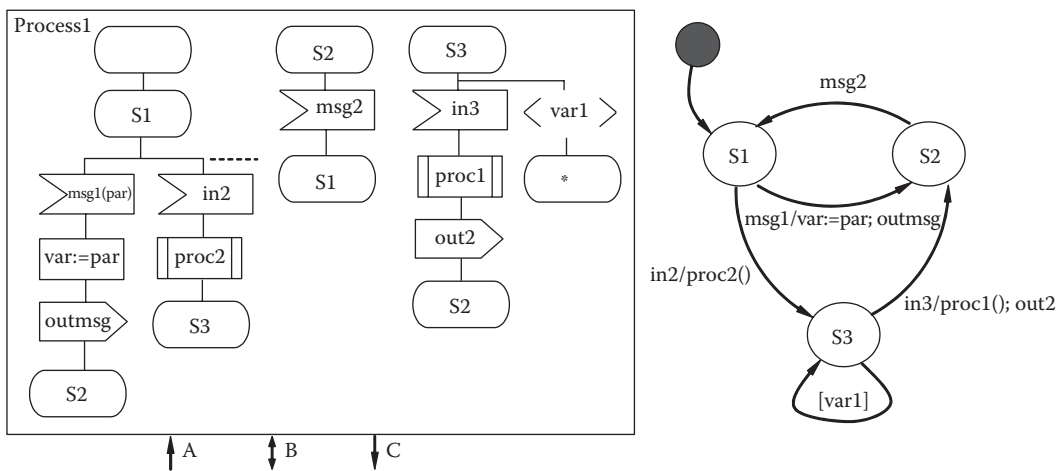 Process1
S1
msg1(par)
var:=par
outmsg
S2
in2
proc2
S3
S2
msg2
S1
S3
in3
proc1
out2
S2
var1
*
A
B
C
msg2
S1
S2
msg1/var:=par; outmsg
in2/proc2()
in3/proc1(); out2
S3
[var1]